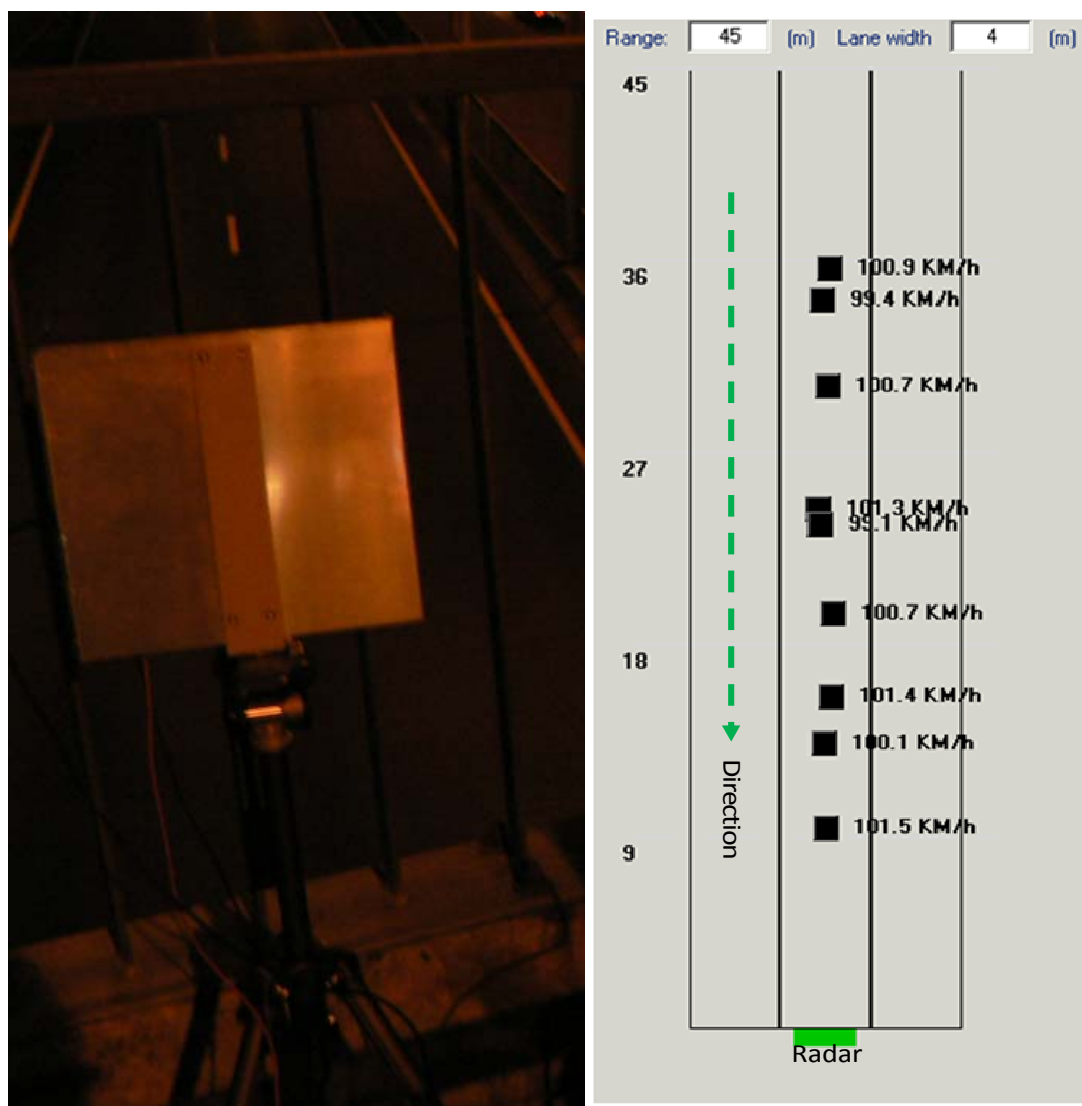 Range: 45 (m) Lane width 4 (m)
45
100.9 KM/h
36
99.4 KM/h
100.7 KM/h
27
101.3 KM/h
99.1 KM/h
100.7 KM/h
18
101.4 KM/h
100.1 KM/h
Direction
101.5 KM/h
9
Radar